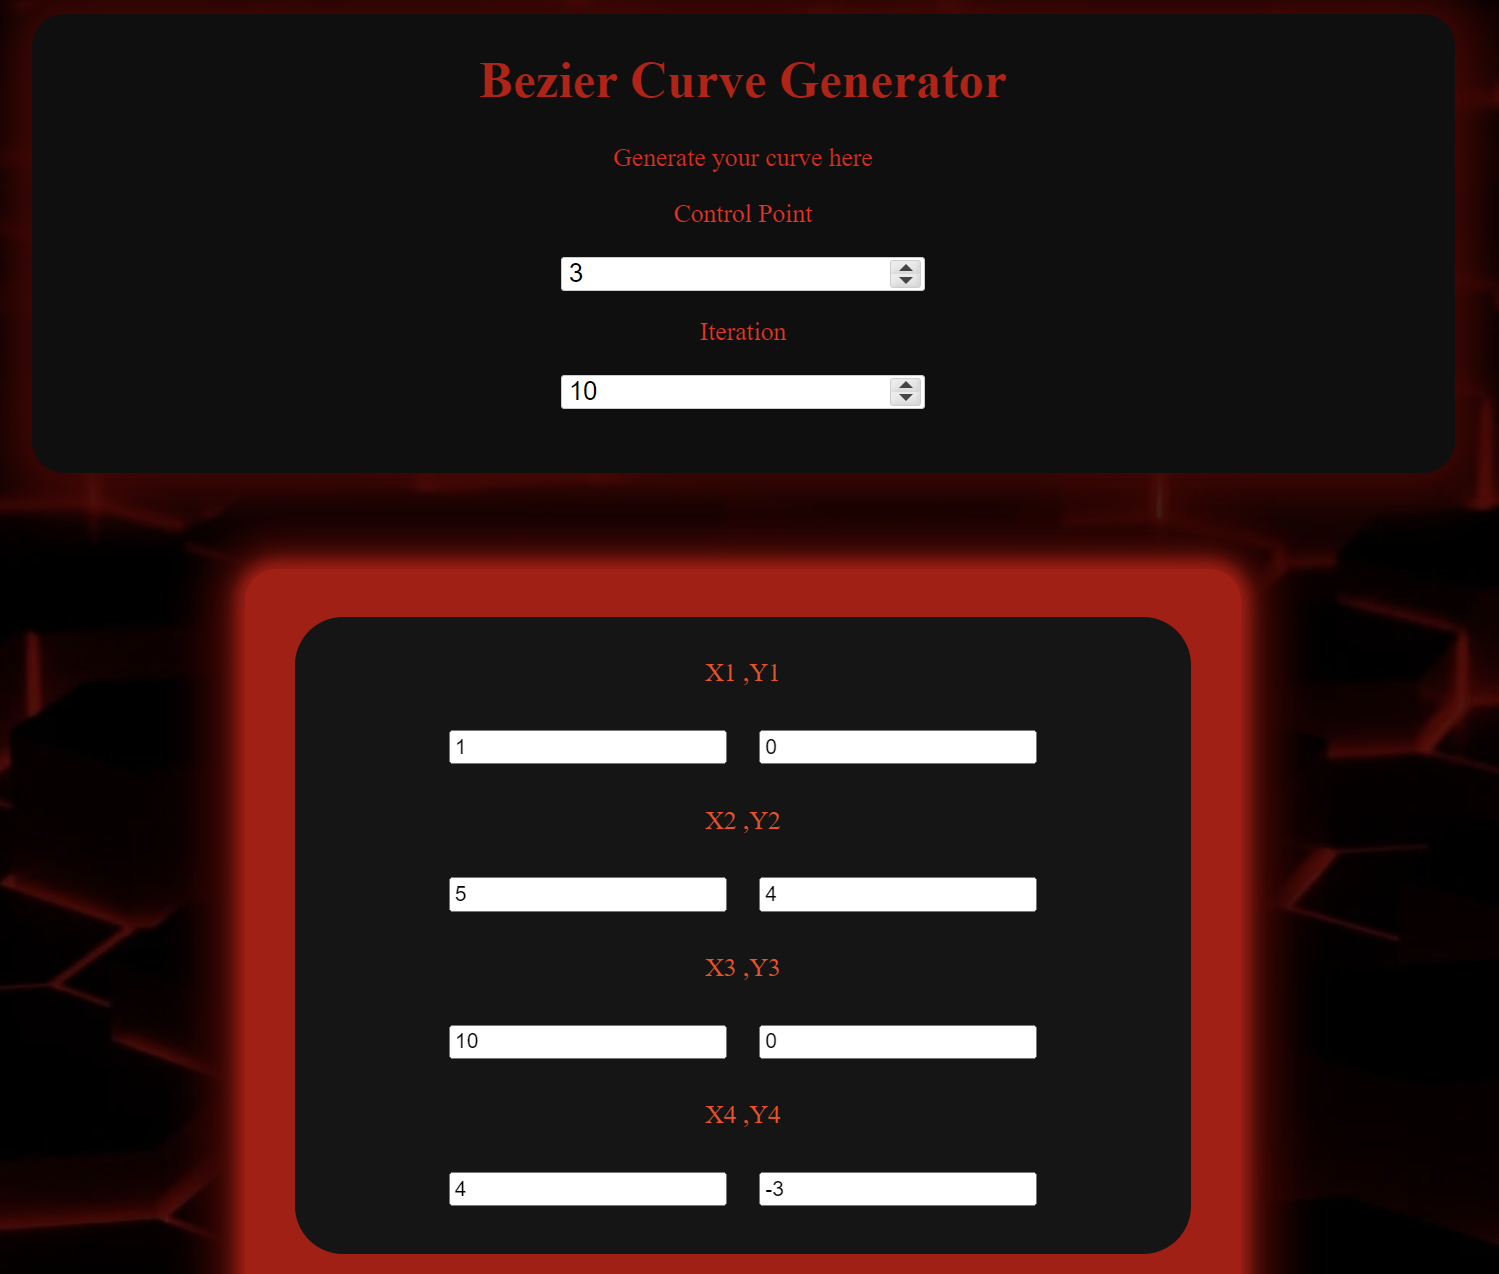 Bezier Curve Generator
Generate your curve here
Control Point
3
Iteration
10
X1 ,Y1
1 0
X2 ,Y2
5 4
X3 ,Y3
10 0
X4 ,Y4
4 -3